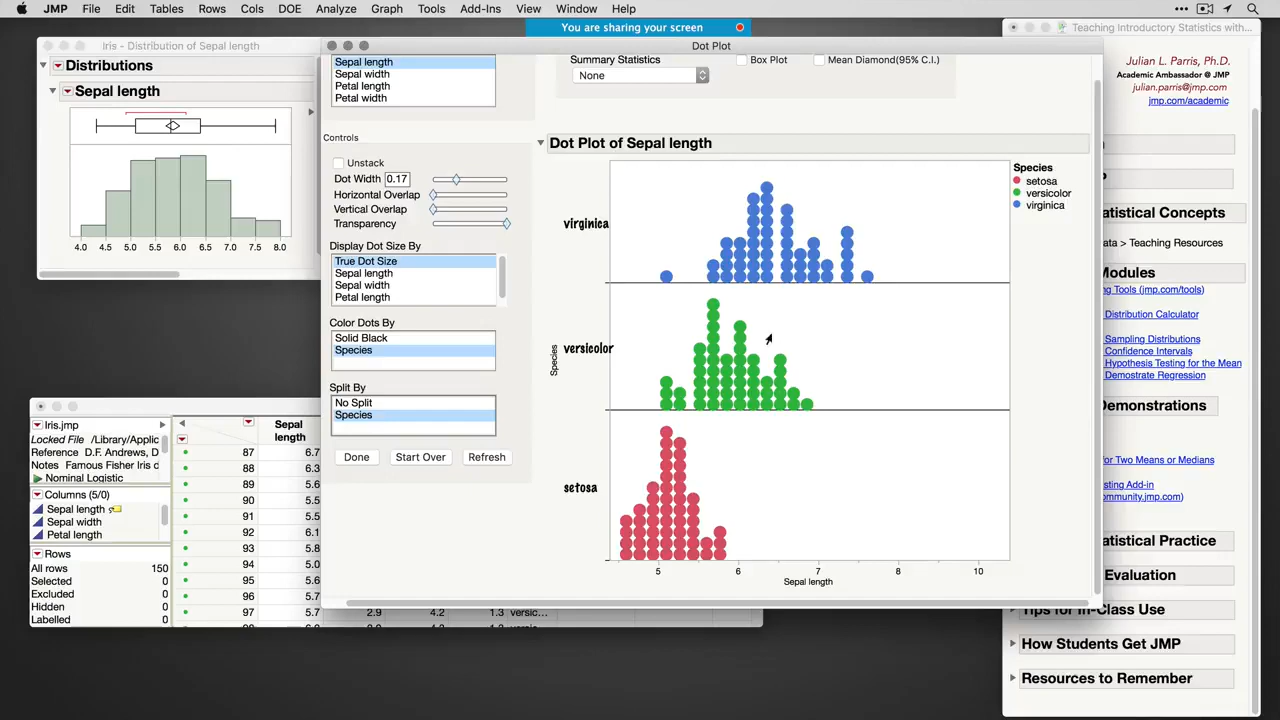 JMP File Edit Tables Rows Cols DOE Analyze Graph Tools Add-Ins View Window Help
You are sharing your screen
Iris - Distribution of Sepal length
Distributions
Sepal length
4.0 4.5 5.0 5.5 6.0 6.5 7.0 7.5 8.0
Dot Plot
Sepal length
Sepal width
Petal length
Petal width
Summary Statistics
None
Box Plot
Mean Diamond(95% C.I.)
Controls
Unstack
Dot Width 0.17
Horizontal Overlap
Vertical Overlap
Transparency
Display Dot Size By
True Dot Size
Sepal length
Sepal width
Petal length
Color Dots By
Solid Black
Species
Split By
No Split
Species
Done Start Over Refresh
Dot Plot of Sepal length
virginica
versicolor
setosa
Species
5 6 7 8 10
Sepal length
Species
setosa
versicolor
virginica
Iris.jmp
Locked File /Library/Applic
Reference D.F. Andrews, D
Notes Famous Fisher Iris d
Nominal Logistic
Columns (5/0)
Sepal length
Sepal width
Petal length
Rows
All rows 150
Selected 0
Excluded 0
Hidden 0
Labelled 0
Sepal
length
87 6.7
88 6.3
89 5.6
90 5.5
91 5.5
92 6.1
93 5.8
94 5.0
95 5.6
96 5.7
97 5.7 2.9 4.2 1.3 versic...
Teaching Introductory Statistics with...
Julian L. Parris, Ph.D.
Academic Ambassador @ JMP
julian.parris@jmp.com
jmp.com/academic
tatistical Concepts
ata > Teaching Resources
Modules
ng Tools (jmp.com/tools)
Distribution Calculator
Sampling Distributions
Confidence Intervals
Hypothesis Testing for the Mean
Demostrate Regression
Demonstrations
for Two Means or Medians
sting Add-in
ommunity.jmp.com)
tatistical Practice
Evaluation
Tips for In-Class Use
How Students Get JMP
Resources to Remember